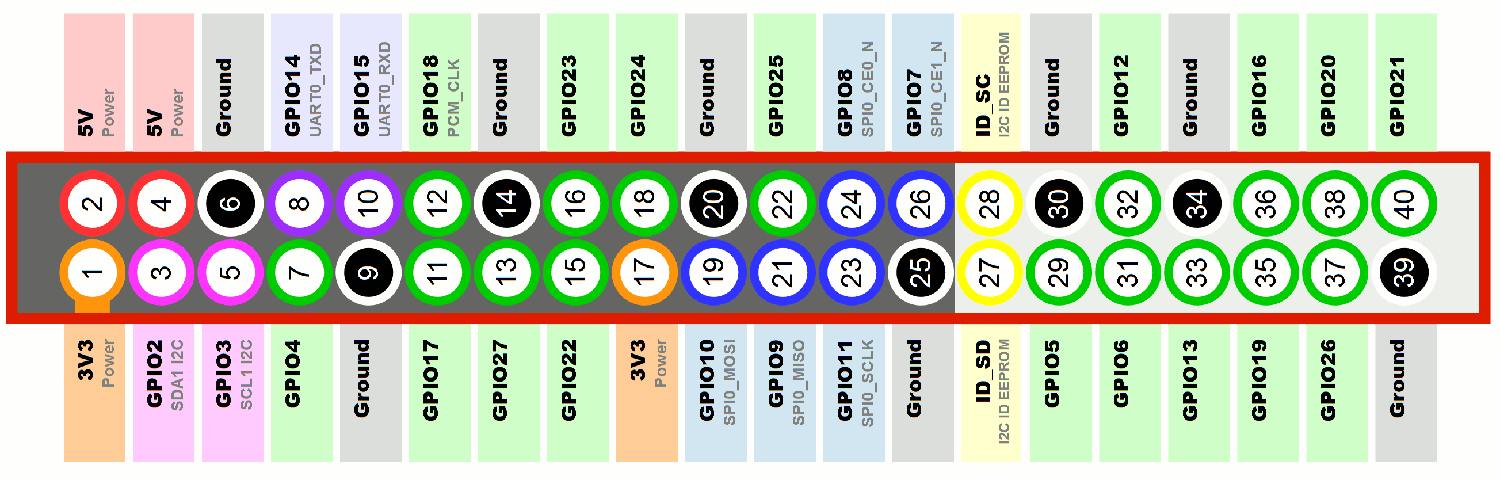 5V
Power
5V
Power
Ground
GPIO14
UART0_TXD
GPIO15
UART0_RXD
GPIO18
PCM_CLK
Ground
GPIO23
GPIO24
Ground
GPIO25
GPIO8
SPI0_CE0_N
GPIO7
SPI0_CE1_N
ID_SC
I2C ID EEPROM
Ground
GPIO12
Ground
GPIO16
GPIO20
GPIO21
2 4 6 8 10 12 14 16 18 20 22 24 26 28 30 32 34 36 38 40
1 3 5 7 9 11 13 15 17 19 21 23 25 27 29 31 33 35 37 39
3V3
Power
GPIO2
SDA1 I2C
GPIO3
SCL1 I2C
GPIO4
Ground
GPIO17
GPIO27
GPIO22
3V3
Power
GPIO10
SPI0_MOSI
GPIO9
SPI0_MISO
GPIO11
SPI0_SCLK
Ground
ID_SD
I2C ID EEPROM
GPIO5
GPIO6
GPIO13
GPIO19
GPIO26
Ground